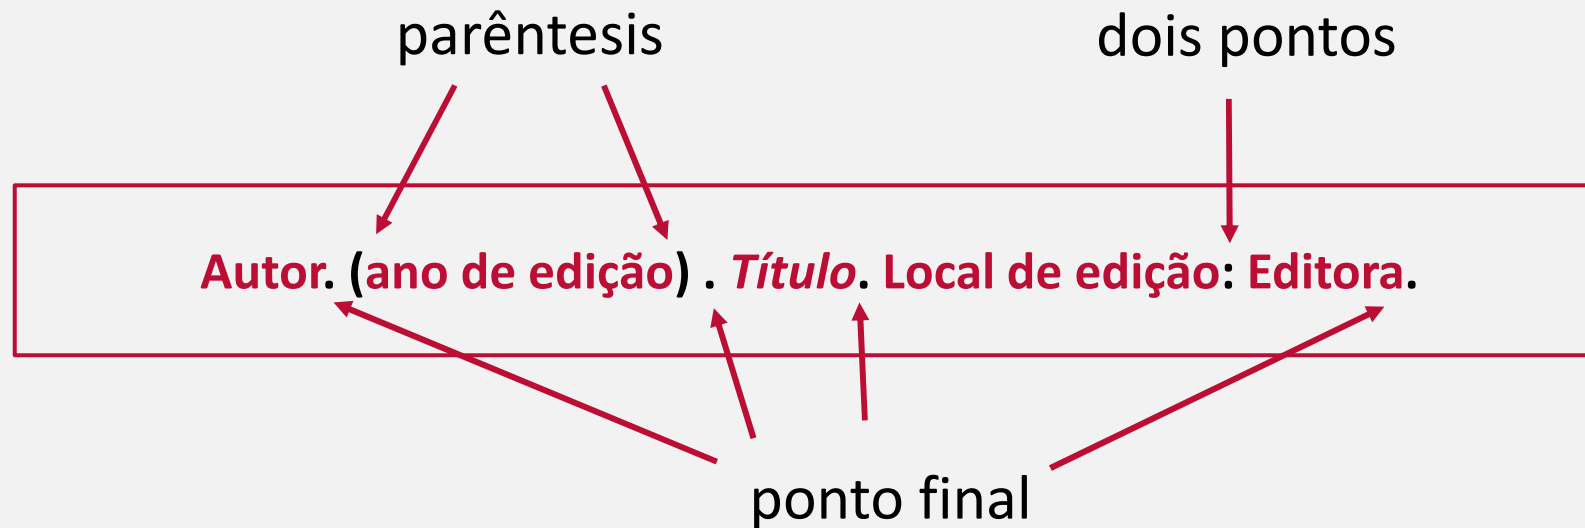 parêntesis
dois pontos
Autor. (ano de edição) . Título. Local de edição: Editora.
ponto final